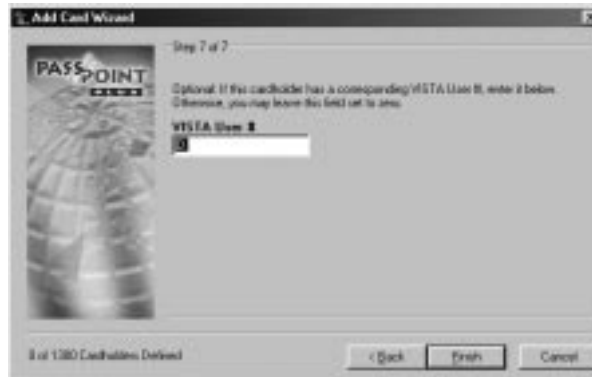 Add Card Wizard
Step 7 of 7
PASSPOINT
PLUS
Optional: If this cardholder has a corresponding VISTA User #, enter it below.
Otherwise, you may leave this field set to zero.
VISTA User #
0
8 of 1300 Cardholders Defined
< Back
Finish
Cancel